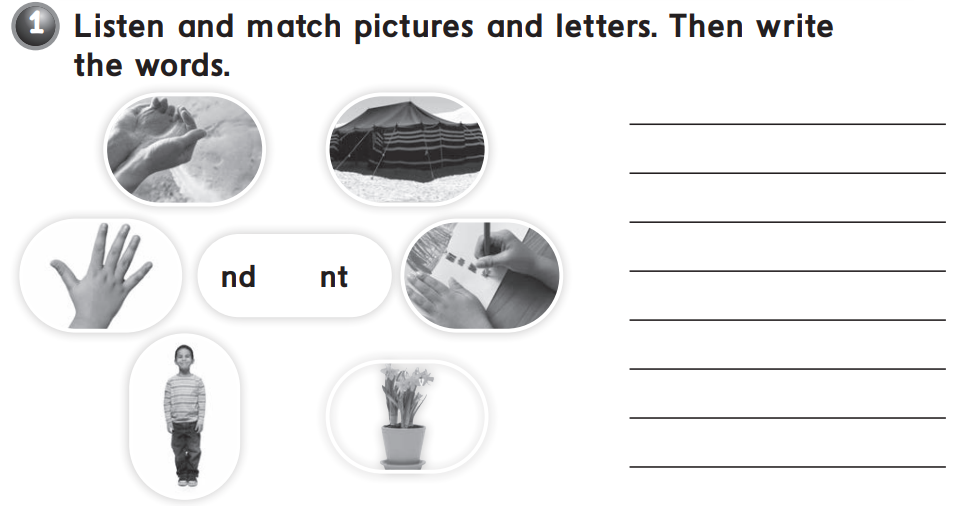 1 Listen and match pictures and letters. Then write
the words.
nd nt